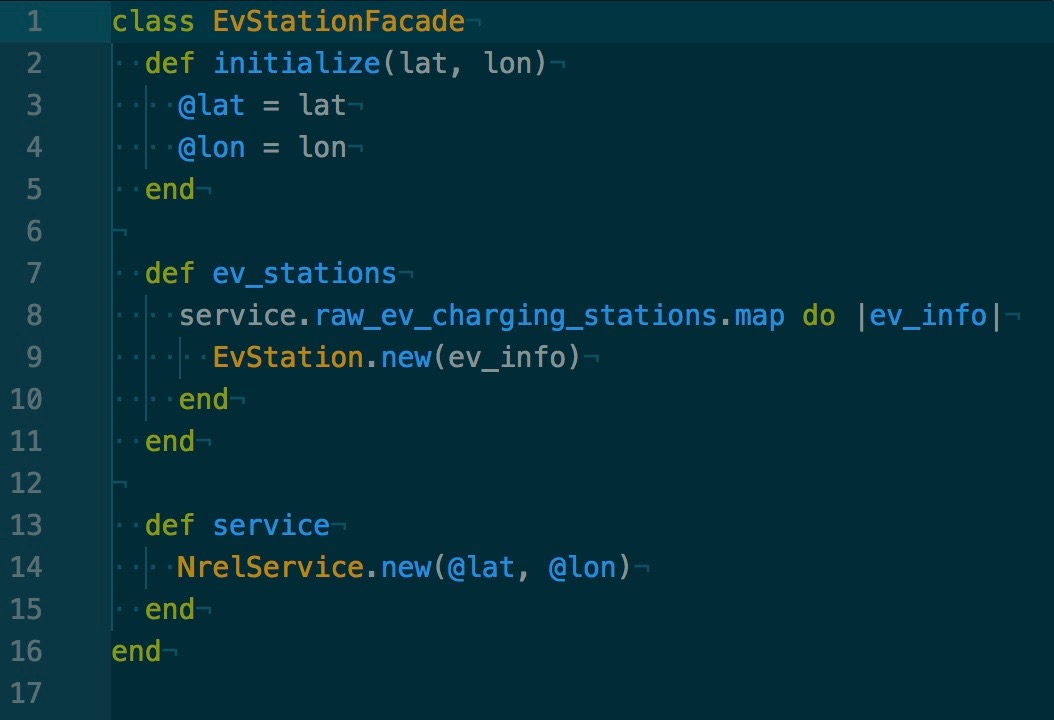 1 class EvStationFacade¬
2 ··def initialize(lat, lon)¬
3 ····@lat = lat¬
4 ····@lon = lon¬
5 ··end¬
6 ¬
7 ··def ev_stations¬
8 ····service.raw_ev_charging_stations.map do |ev_info|¬
9 ······EvStation.new(ev_info)¬
10 ····end¬
11 ··end¬
12 ¬
13 ··def service¬
14 ····NrelService.new(@lat, @lon)¬
15 ··end¬
16 end¬
17